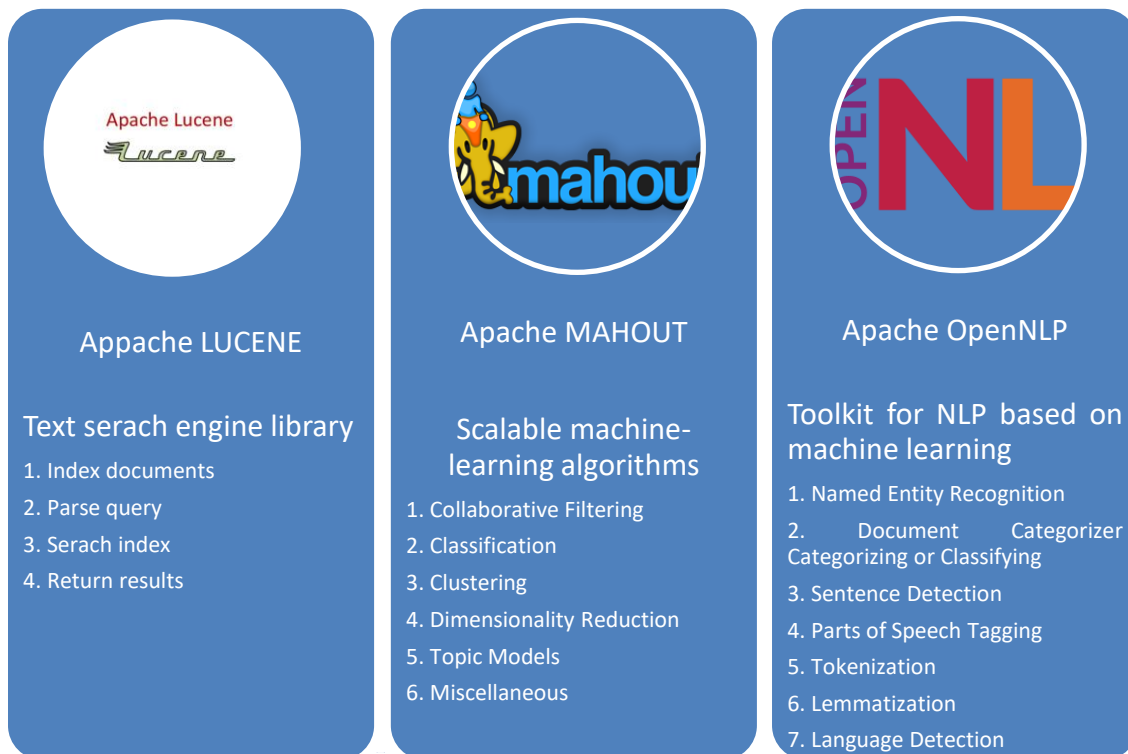 Apache Lucene
Lucene
Appache LUCENE
Text serach engine library
1. Index documents
2. Parse query
3. Serach index
4. Return results
mahou
Apache MAHOUT
Scalable machine-
learning algorithms
1. Collaborative Filtering
2. Classification
3. Clustering
4. Dimensionality Reduction
5. Topic Models
6. Miscellaneous
OPEN
NL
Apache OpenNLP
Toolkit for NLP based on
machine learning
1. Named Entity Recognition
2. Document Categorizer
Categorizing or Classifying
3. Sentence Detection
4. Parts of Speech Tagging
5. Tokenization
6. Lemmatization
7. Language Detection